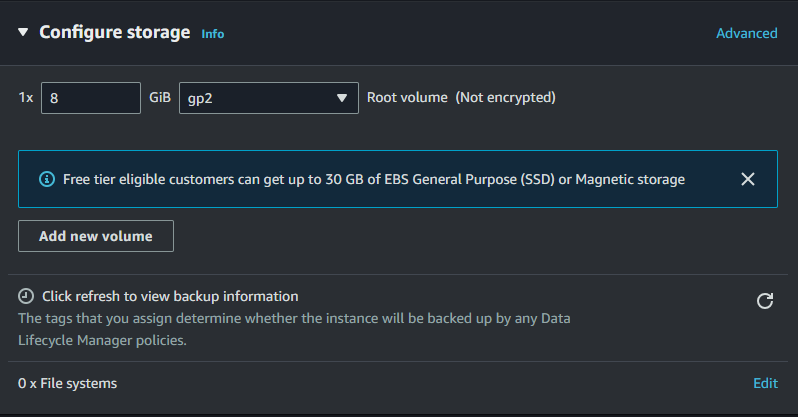 Configure storage Info Advanced
1x 8 GiB gp2 Root volume (Not encrypted)
Free tier eligible customers can get up to 30 GB of EBS General Purpose (SSD) or Magnetic storage
Add new volume
Click refresh to view backup information
The tags that you assign determine whether the instance will be backed up by any Data
Lifecycle Manager policies.
0 x File systems Edit